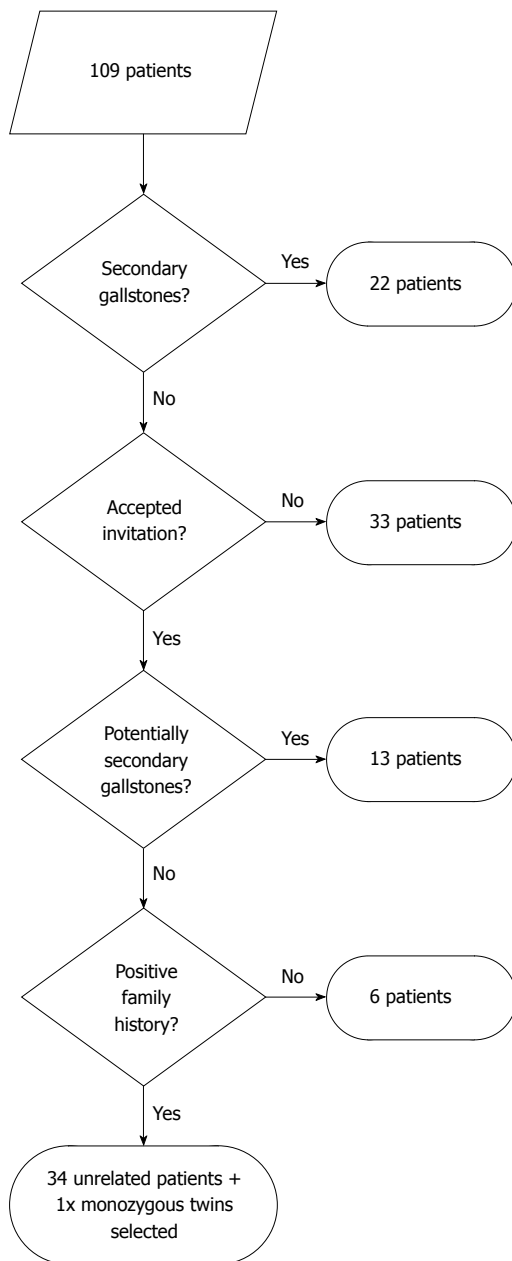 109 patients
Secondary
gallstones?
Yes
22 patients
No
Accepted
invitation?
No
33 patients
Yes
Potentially
secondary
gallstones?
Yes
13 patients
No
Positive
family
history?
No
6 patients
Yes
34 unrelated patients +
1x monozygous twins
selected